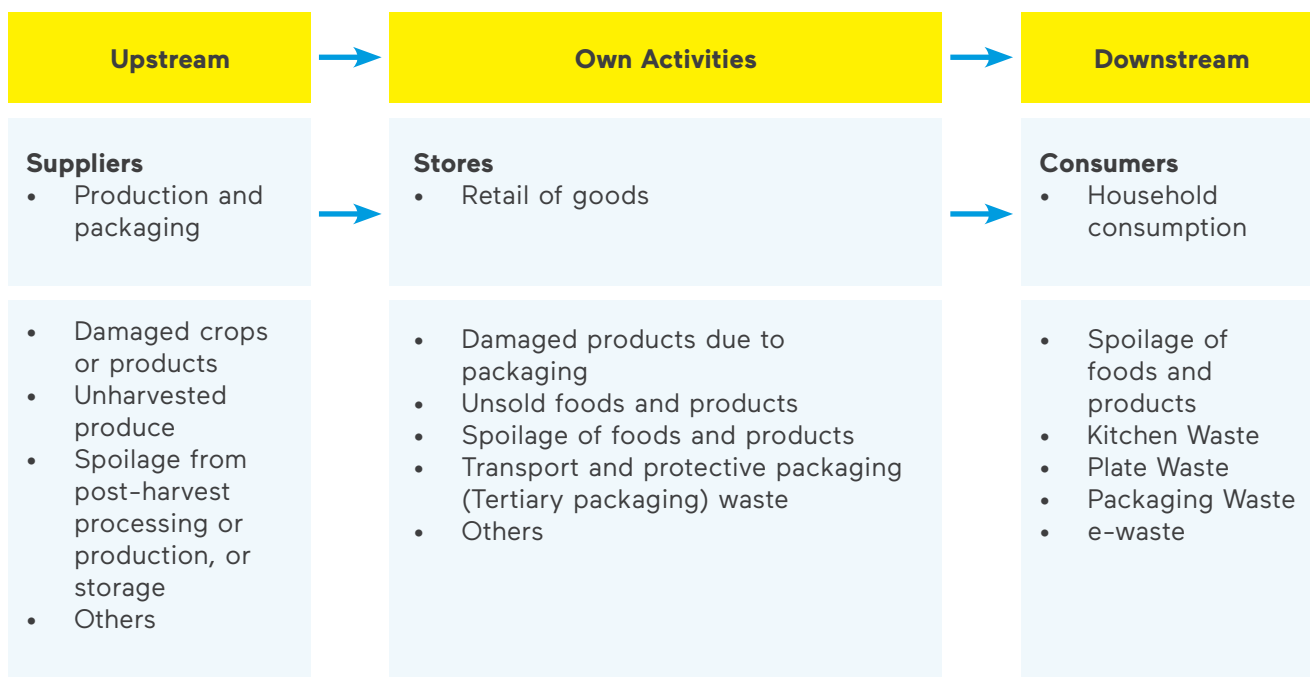 Upstream
Own Activities
Downstream
Suppliers
• Production and
packaging
Stores
• Retail of goods
Consumers
• Household
consumption
• Damaged crops
or products
• Unharvested
produce
• Spoilage from
post-harvest
processing or
production, or
storage
• Others
• Damaged products due to
packaging
• Unsold foods and products
• Spoilage of foods and products
• Transport and protective packaging
(Tertiary packaging) waste
• Others
• Spoilage of
foods and
products
• Kitchen Waste
• Plate Waste
• Packaging Waste
• e-waste